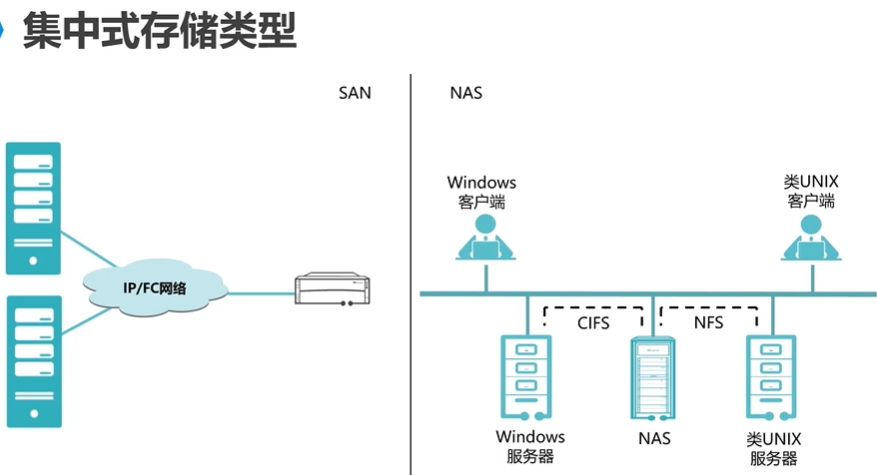 集中式存储类型
SAN
NAS
IP/FC网络
Windows
客户端
类UNIX
客户端
CIFS
NFS
Windows
服务器
NAS
类UNIX
服务器